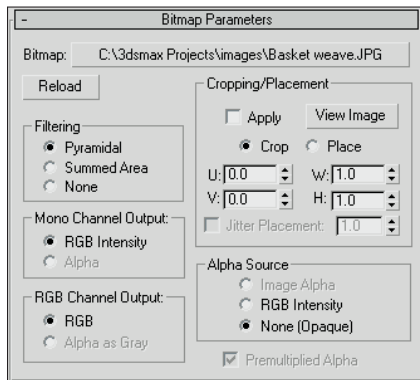 - Bitmap Parameters
Bitmap: C:\3dsmax Projects\images\Basket weave.JPG
Reload
Filtering
Pyramidal
Summed Area
None
Mono Channel Output:
RGB Intensity
Alpha
RGB Channel Output:
RGB
Alpha as Gray
Cropping/Placement
Apply View Image
Crop Place
U: 0.0 W: 1.0
V: 0.0 H: 1.0
Jitter Placement: 1.0
Alpha Source
Image Alpha
RGB Intensity
None (Opaque)
Premultiplied Alpha